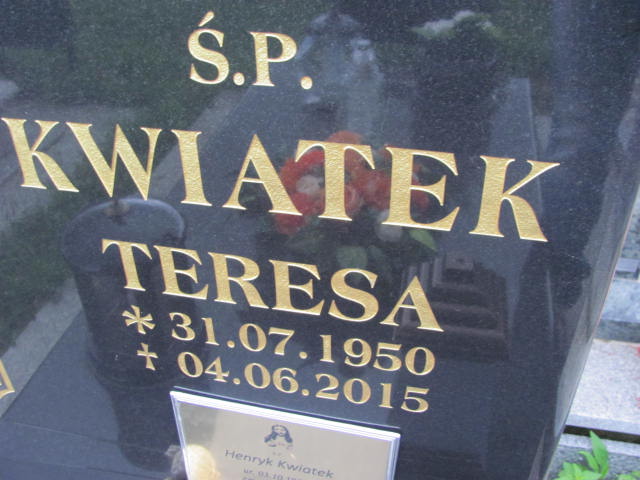 Ś.P.
KWIATEK
TERESA
* 31.07.1950
† 04.06.2015
Henryk Kwiatek